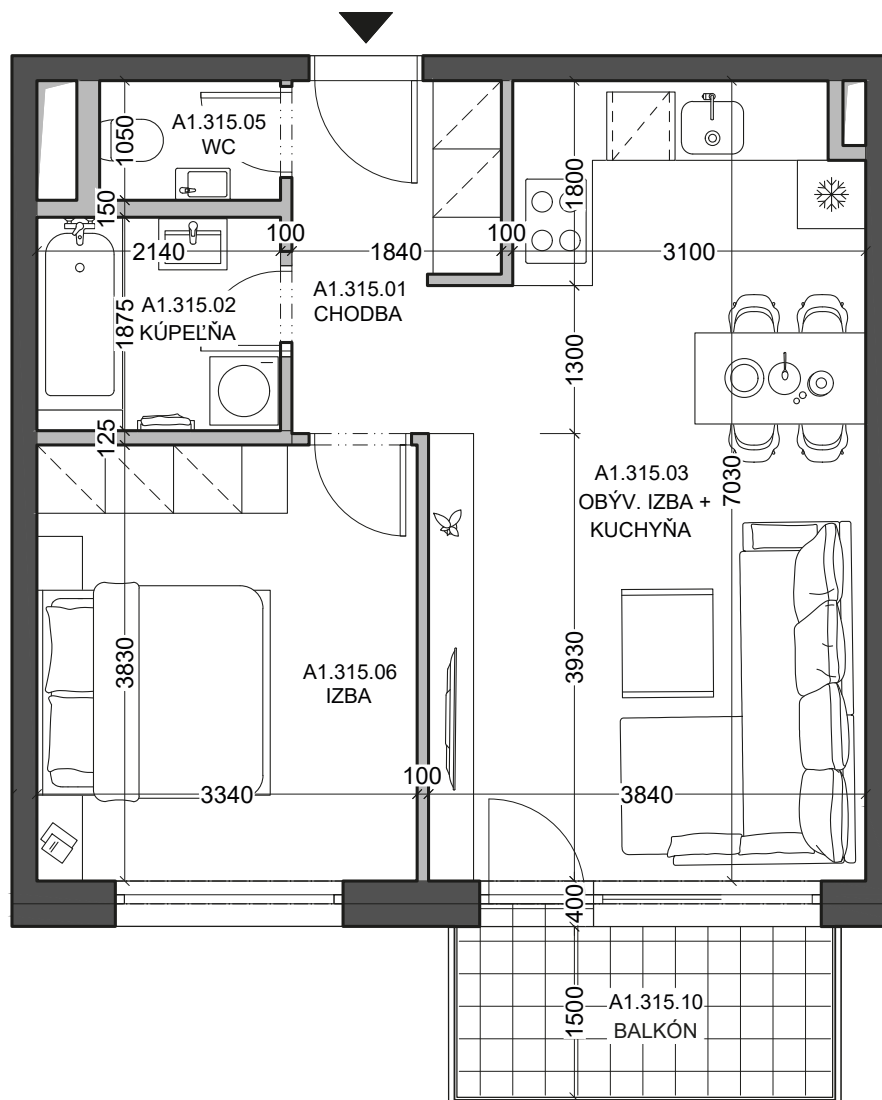 A1.315.05
WC
1050
150
100
2140
1840
100
3100
1800
A1.315.02
KÚPEĽŇA
1875
A1.315.01
CHODBA
1300
125
A1.315.03
OBÝV. IZBA +
KUCHYŇA
7030
3830
A1.315.06
IZBA
3930
3340
100
3840
400
1500
A1.315.10
BALKÓN